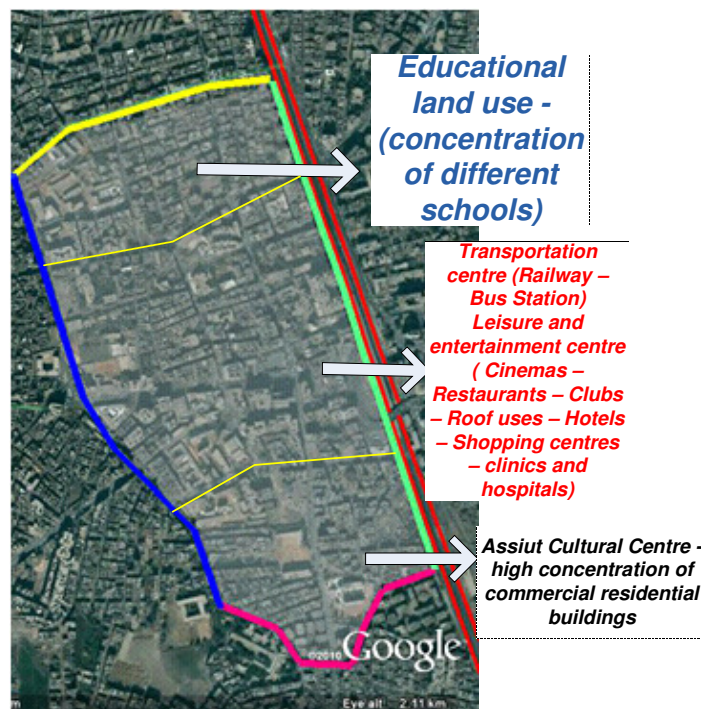 Educational
land use -
(concentration
of different
schools)
Transportation
centre (Railway –
Bus Station)
Leisure and
entertainment centre
( Cinemas –
Restaurants – Clubs
– Roof uses – Hotels
– Shopping centres
– clinics and
hospitals)
Assiut Cultural Centre -
high concentration of
commercial residential
buildings
©2010 Google
m
Eye alt 2.11 km